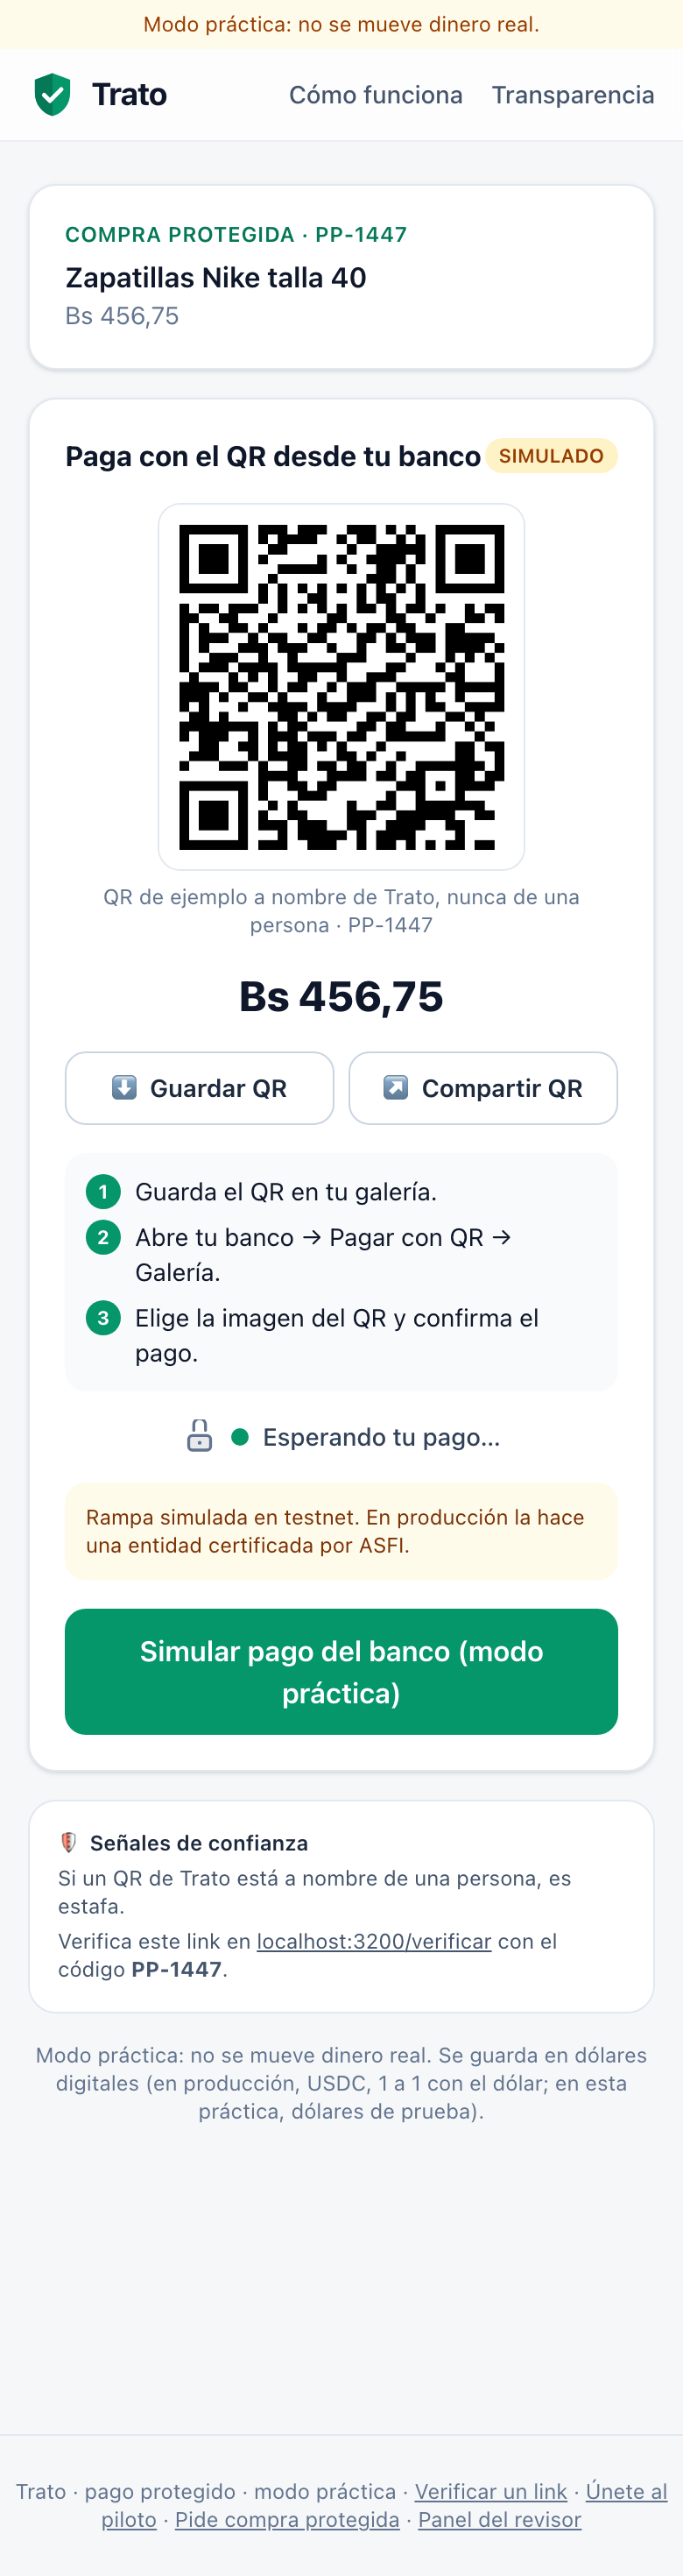 Modo práctica: no se mueve dinero real.
Trato
Cómo funciona
Transparencia
COMPRA PROTEGIDA · PP-1447
Zapatillas Nike talla 40
Bs 456,75
Paga con el QR desde tu banco
SIMULADO
QR de ejemplo a nombre de Trato, nunca de una
persona · PP-1447
Bs 456,75
Guardar QR
Compartir QR
1 Guarda el QR en tu galería.
2 Abre tu banco → Pagar con QR →
Galería.
3 Elige la imagen del QR y confirma el
pago.
Esperando tu pago...
Rampa simulada en testnet. En producción la hace
una entidad certificada por ASFI.
Simular pago del banco (modo
práctica)
Señales de confianza
Si un QR de Trato está a nombre de una persona, es
estafa.
Verifica este link en localhost:3200/verificar con el
código PP-1447.
Modo práctica: no se mueve dinero real. Se guarda en dólares
digitales (en producción, USDC, 1 a 1 con el dólar; en esta
práctica, dólares de prueba).
Trato · pago protegido · modo práctica · Verificar un link · Únete al
piloto · Pide compra protegida · Panel del revisor